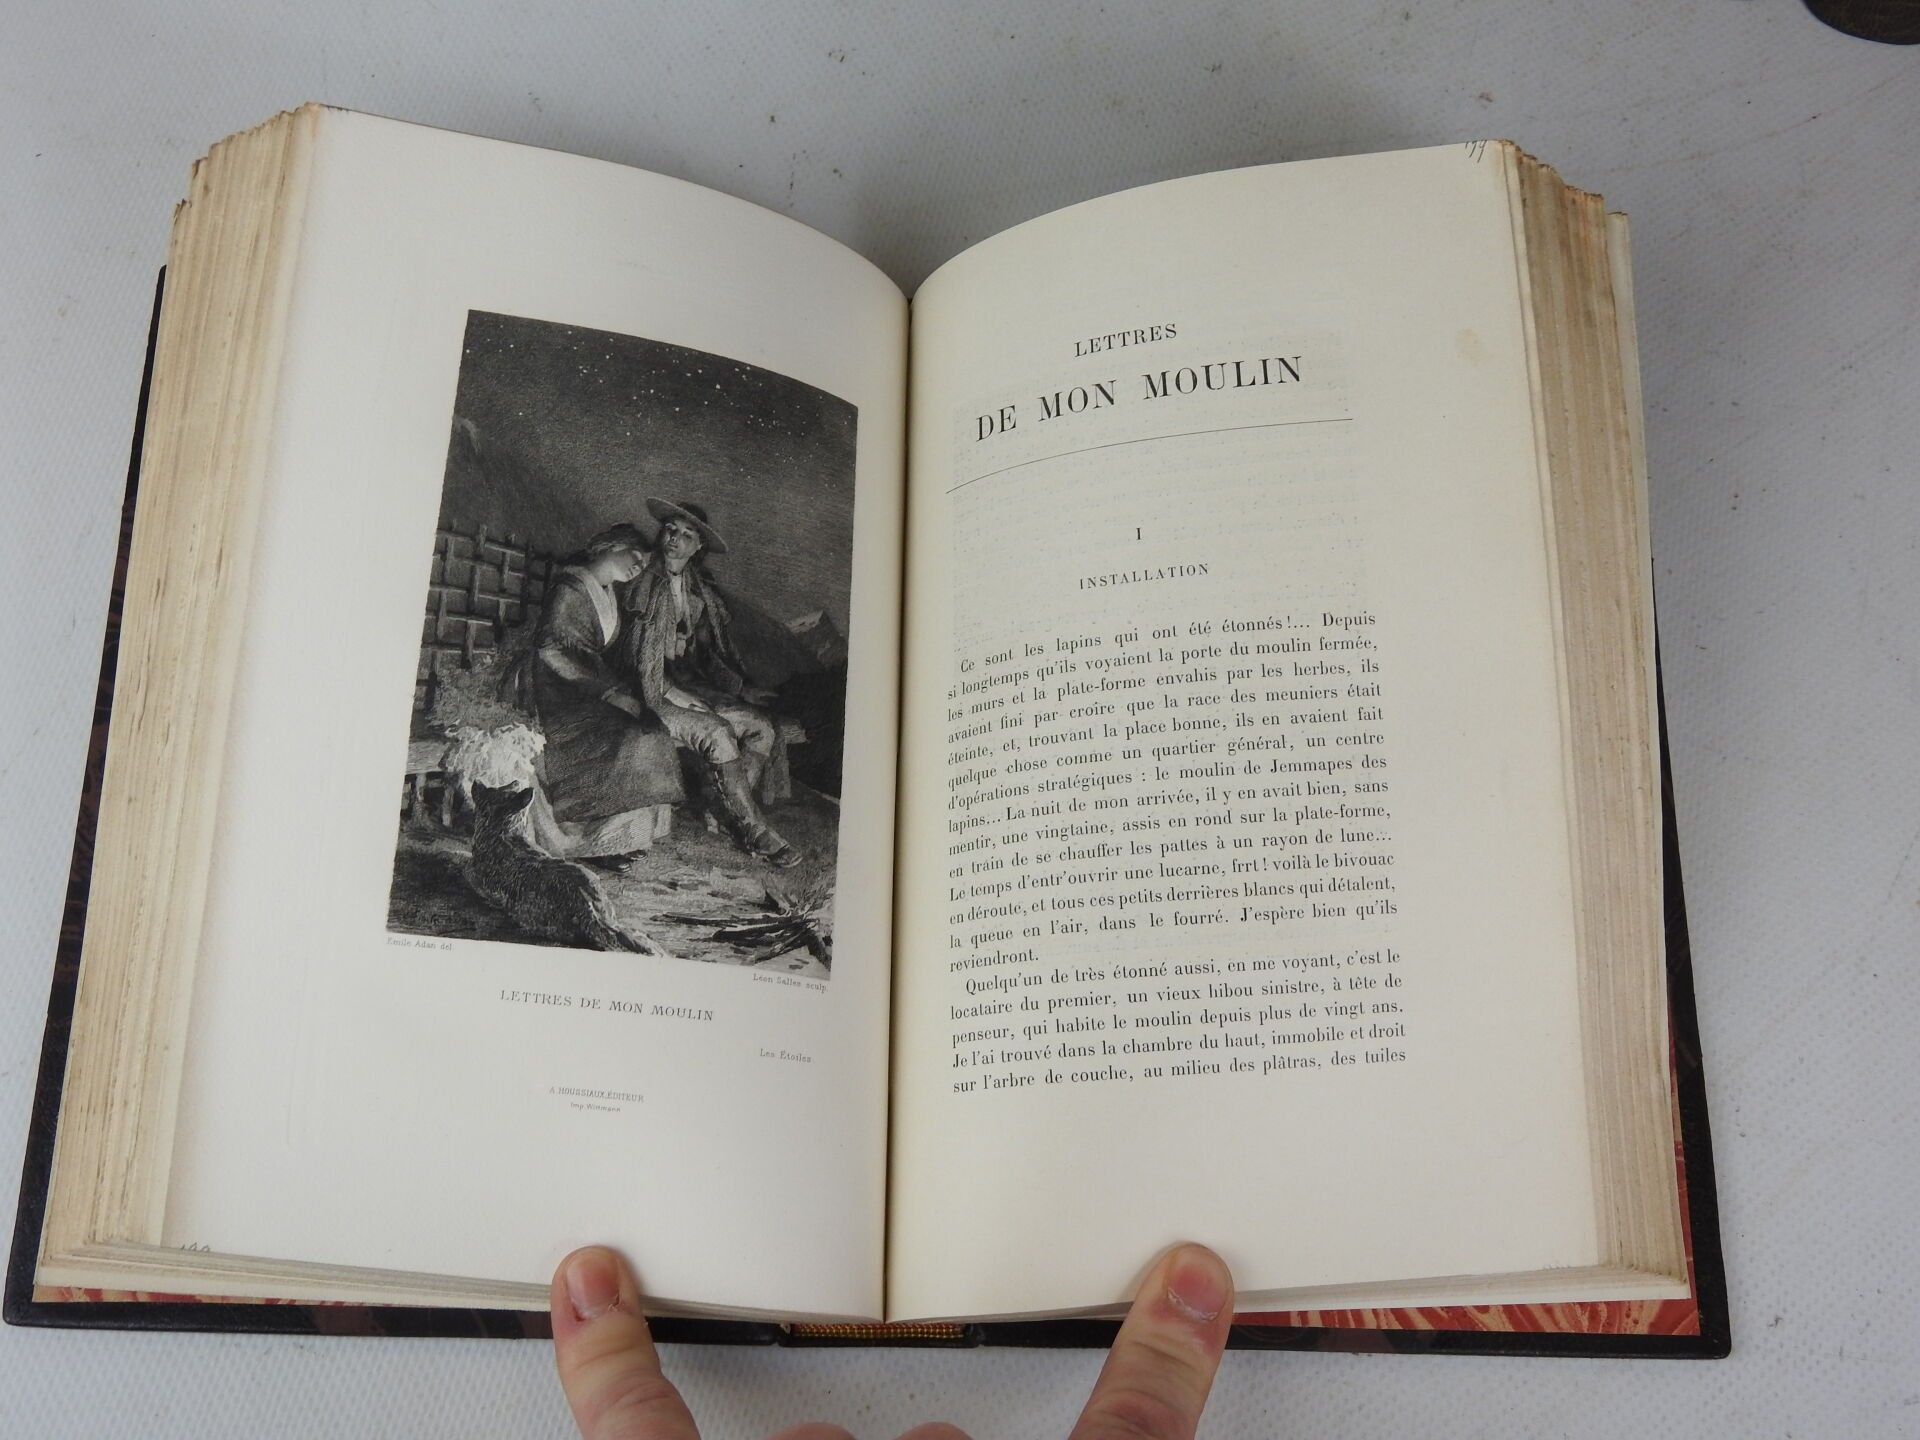 Emile Adan del.
Léon Salles sculp.
LETTRES DE MON MOULIN
Les Étoiles
A. HOUSSIAUX, ÉDITEUR
Imp. Wittmann
LETTRES
DE MON MOULIN
I
INSTALLATION
Ce sont les lapins qui ont été étonnés!... Depuis
si longtemps qu'ils voyaient la porte du moulin fermée,
les murs et la plate-forme envahis par les herbes, ils
avaient fini par croire que la race des meuniers était
éteinte, et, trouvant la place bonne, ils en avaient fait
quelque chose comme un quartier général, un centre
d'opérations stratégiques : le moulin de Jemmapes des
lapins... La nuit de mon arrivée, il y en avait bien, sans
mentir, une vingtaine, assis en rond sur la plate-forme,
en train de se chauffer les pattes à un rayon de lune...
Le temps d'entr'ouvrir une lucarne, frrt! voilà le bivouac
en déroute, et tous ces petits derrières blancs qui détalent,
la queue en l'air, dans le fourré. J'espère bien qu'ils
reviendront.
Quelqu'un de très étonné aussi, en me voyant, c'est le
locataire du premier, un vieux hibou sinistre, à tête de
penseur, qui habite le moulin depuis plus de vingt ans.
Je l'ai trouvé dans la chambre du haut, immobile et droit
sur l'arbre de couche, au milieu des plâtras, des tuiles